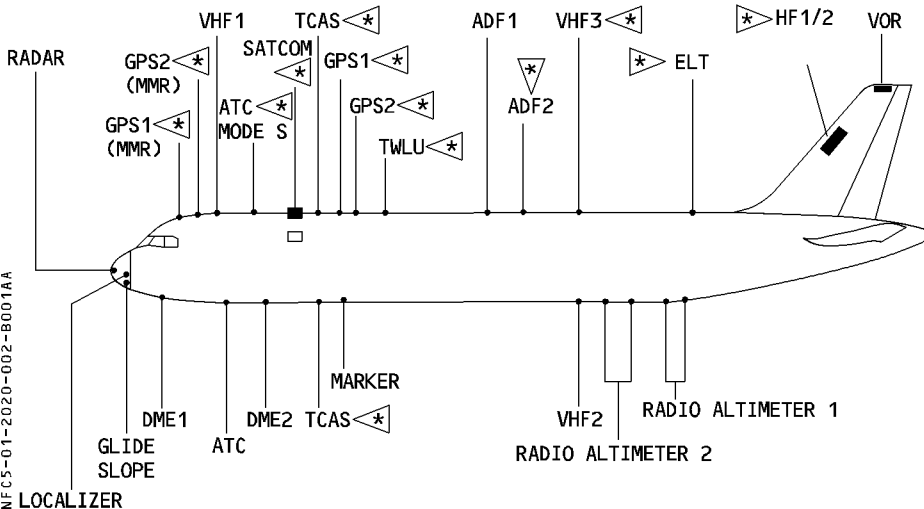 VHF1
TCAS *
ADF1
VHF3 *
* HF1/2
VOR
RADAR
GPS2 *
(MMR)
SATCOM
*
GPS1 *
* ELT
*
ADF2
ATC *
MODE S
GPS2 *
GPS1 *
(MMR)
TWLU *
MARKER
DME1
ATC
DME2
TCAS *
VHF2
RADIO ALTIMETER 1
RADIO ALTIMETER 2
GLIDE
SLOPE
LOCALIZER
NFC5-01-2020-002-B001AA